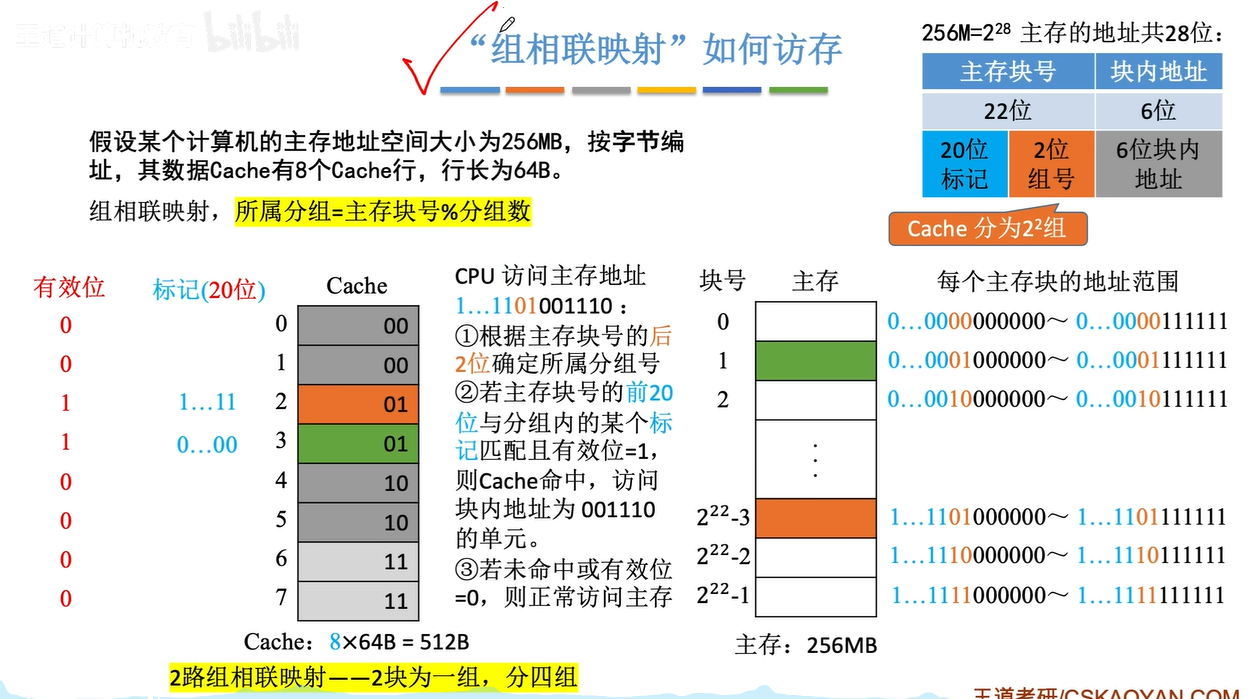 bilibili
“组相联映射”如何访存
256M=2²⁸ 主存的地址共28位：
主存块号 块内地址
22位 6位
20位标记 2位组号 6位块内地址
Cache 分为2²组
假设某个计算机的主存地址空间大小为256MB，按字节编
址，其数据Cache有8个Cache行，行长为64B。
组相联映射，所属分组=主存块号%分组数
有效位 标记(20位) Cache
0 0 00
0 1 00
1 1…11 2 01
1 0…00 3 01
0 4 10
0 5 10
0 6 11
0 7 11
Cache：8×64B = 512B
2路组相联映射——2块为一组，分四组
CPU 访问主存地址
1…1101001110：
①根据主存块号的后
2位确定所属分组号
②若主存块号的前20
位与分组内的某个标
记匹配且有效位=1，
则Cache命中，访问
块内地址为 001110
的单元。
③若未命中或有效位
=0，则正常访问主存
块号 主存 每个主存块的地址范围
0 0…0000000000～ 0…0000111111
1 0…0001000000～ 0…0001111111
2 0…0010000000～ 0…0010111111
⋮
2²²-3 1…1101000000～ 1…1101111111
2²²-2 1…1110000000～ 1…1110111111
2²²-1 1…1111000000～ 1…1111111111
主存：256MB
王道考研/CSKAOYAN.COM